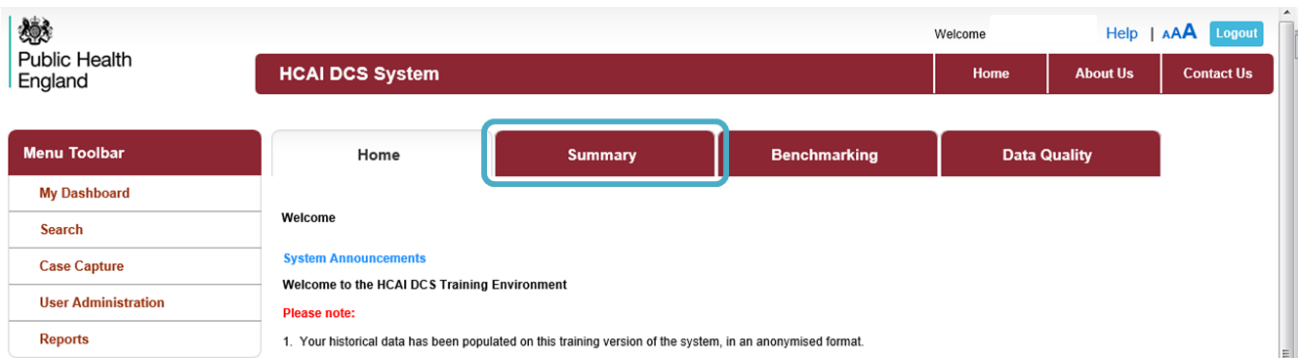 Public Health
England
Welcome
Help | AAA Logout
HCAI DCS System
Home
About Us
Contact Us
Menu Toolbar
My Dashboard
Search
Case Capture
User Administration
Reports
Home
Summary
Benchmarking
Data Quality
Welcome
System Announcements
Welcome to the HCAI DCS Training Environment
Please note:
1. Your historical data has been populated on this training version of the system, in an anonymised format.